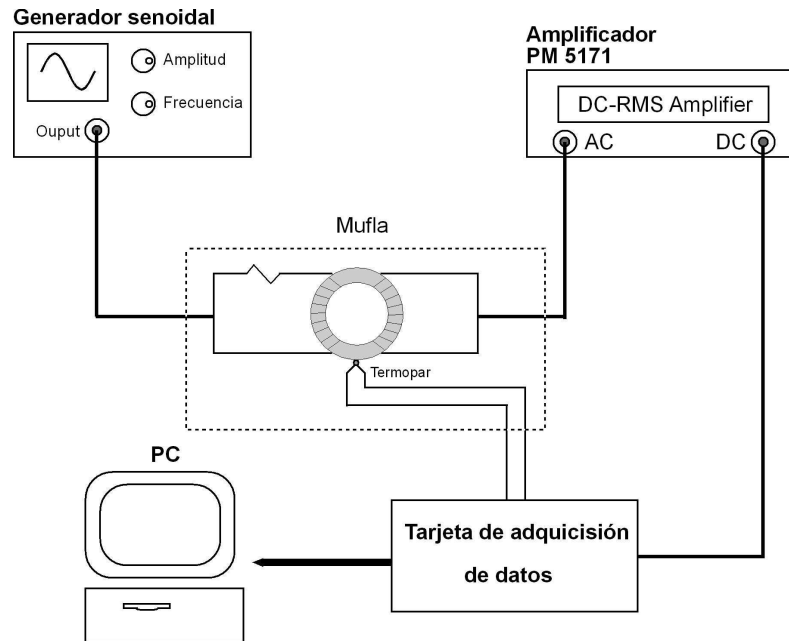 Generador senoidal
Amplitud
Frecuencia
Ouput
Amplificador
PM 5171
DC-RMS Amplifier
AC
DC
Mufla
Termopar
PC
Tarjeta de adquicisión
de datos